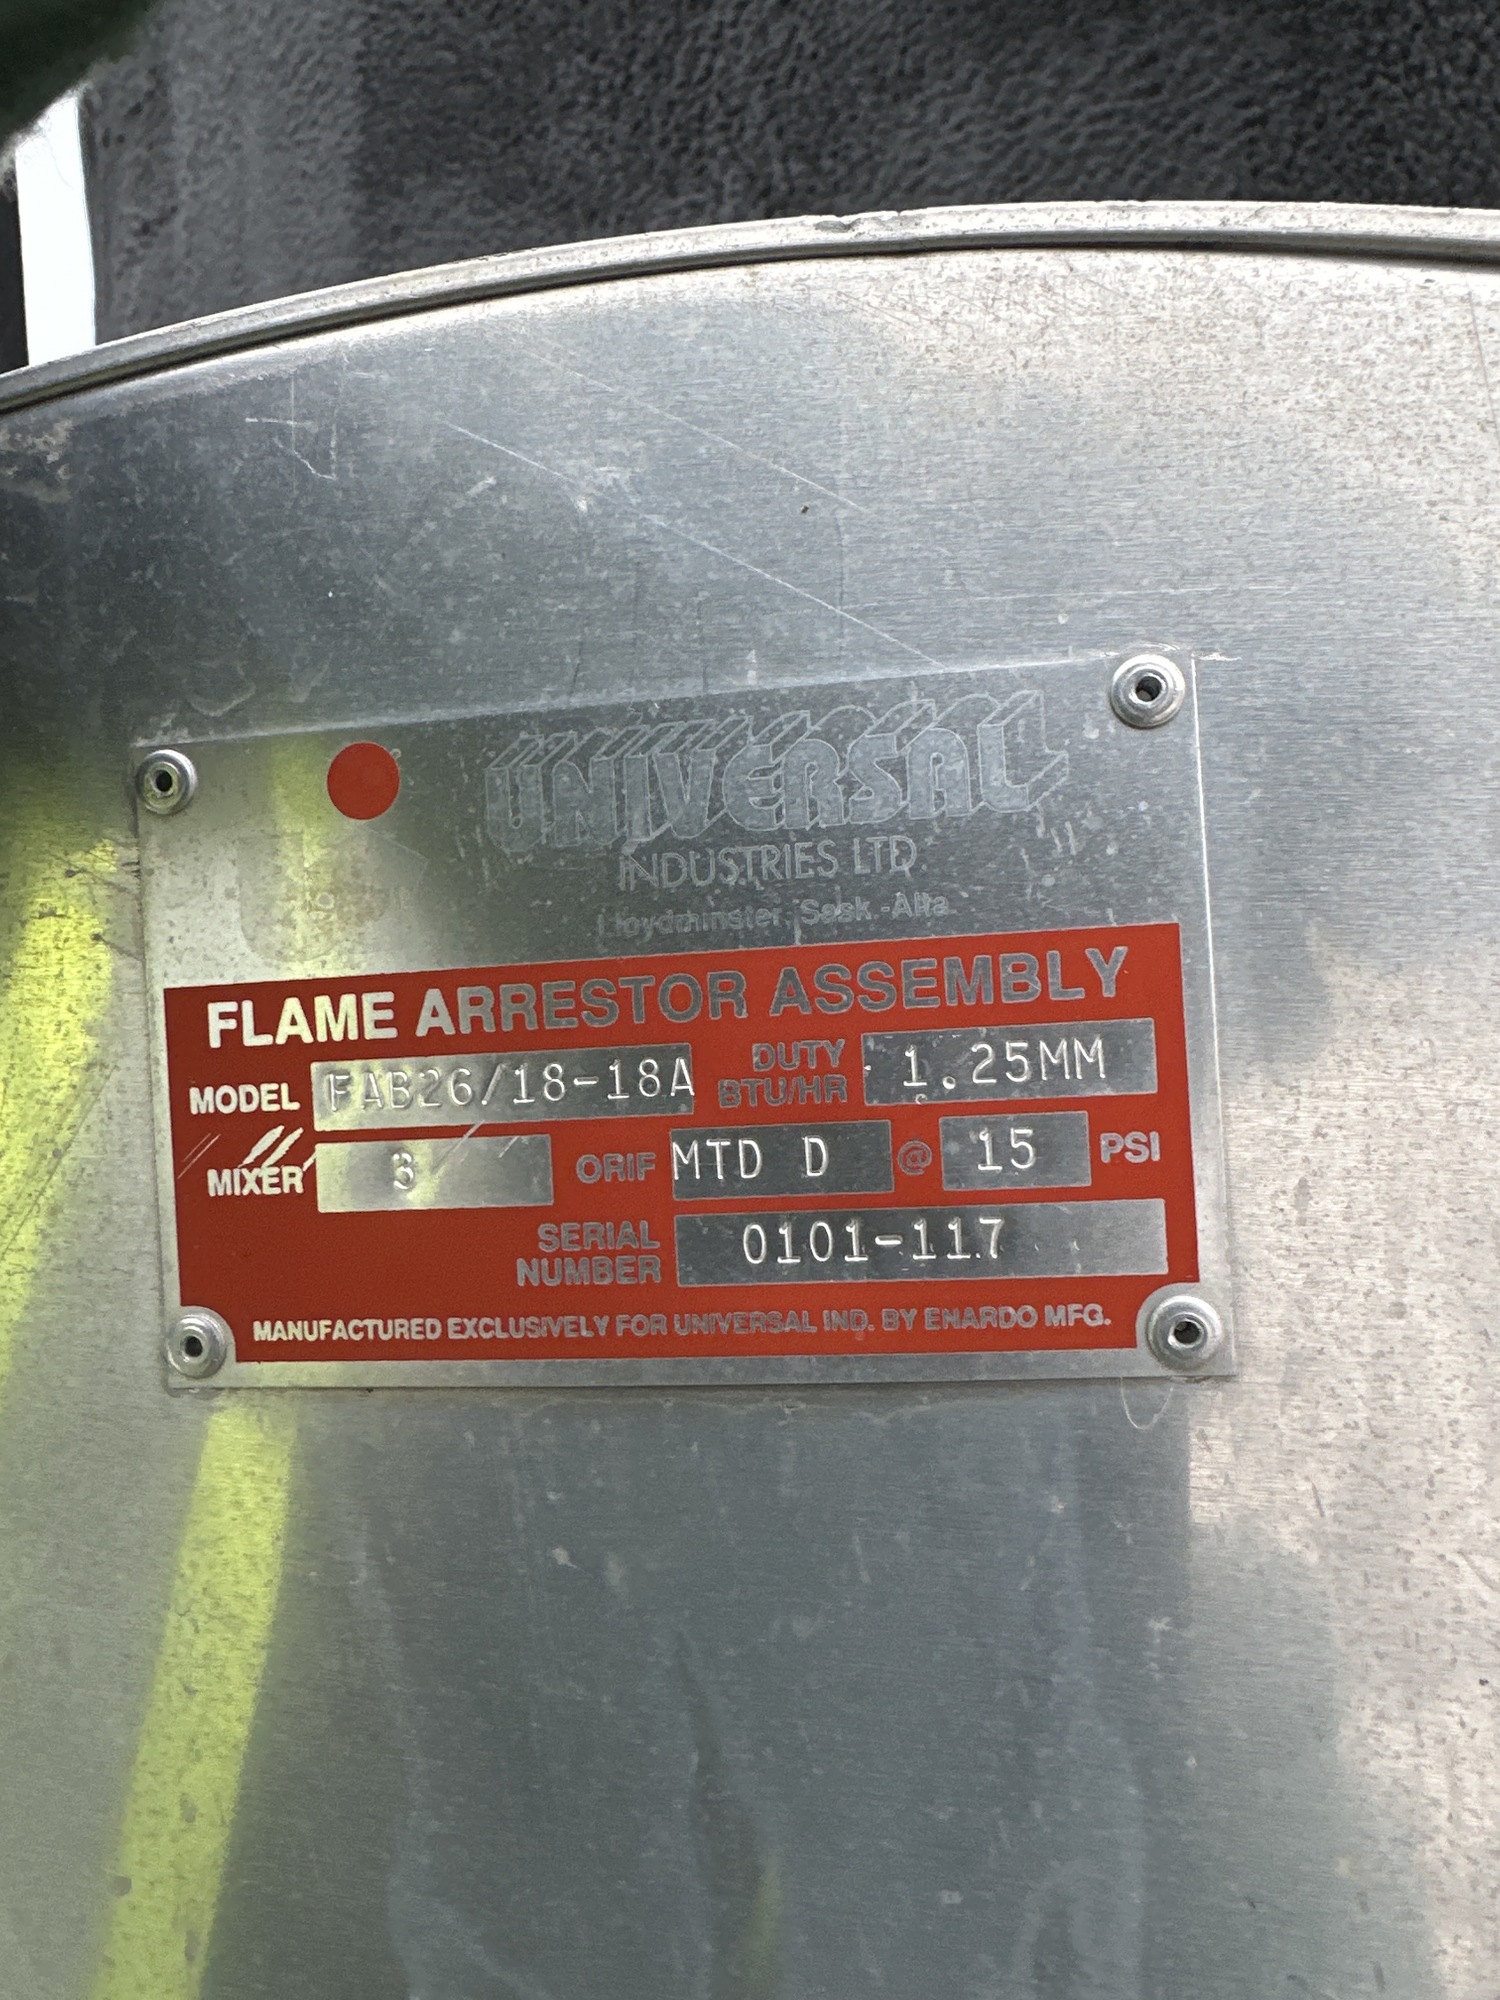 UNIVERSAL
INDUSTRIES LTD.
Lloydminster, Sask.-Alta.
FLAME ARRESTOR ASSEMBLY
MODEL FAB26/18-18A DUTY BTU/HR 1.25MM
MIXER 3 ORIF MTD D @ 15 PSI
SERIAL NUMBER 0101-117
MANUFACTURED EXCLUSIVELY FOR UNIVERSAL IND. BY ENARDO MFG.